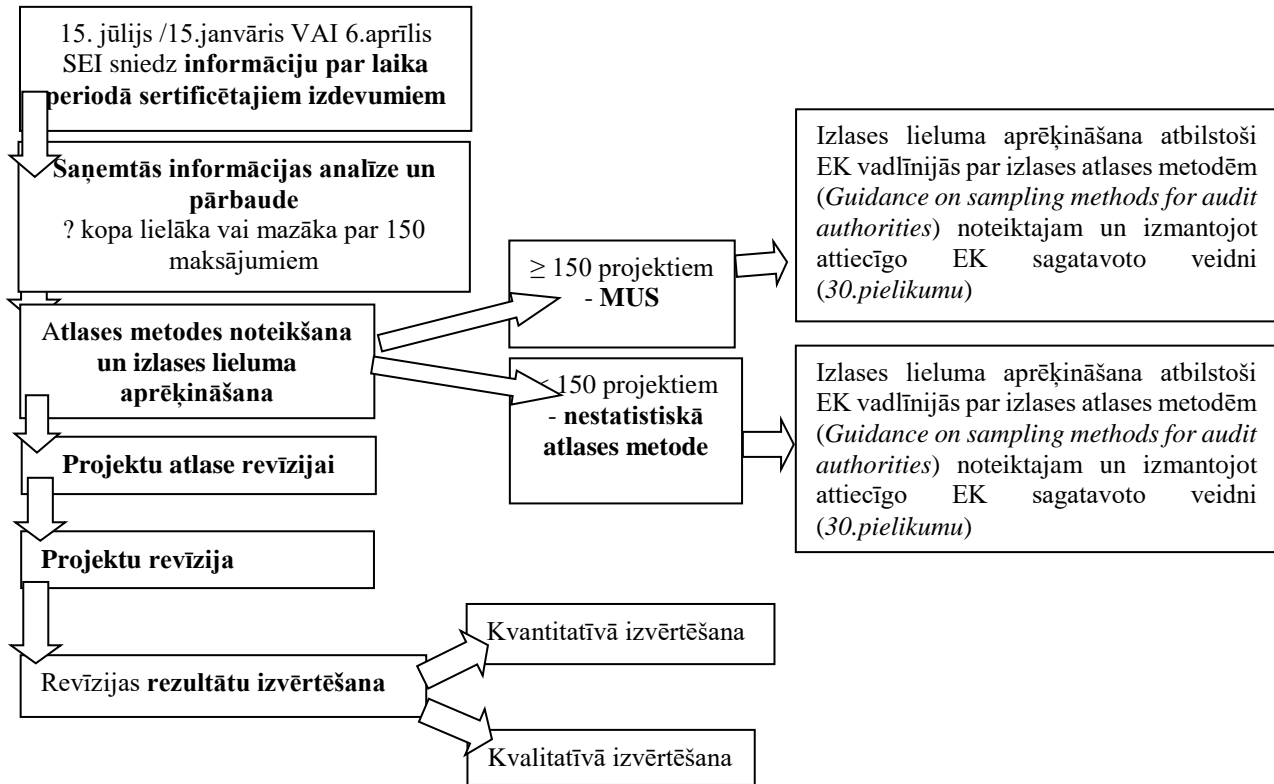 15. jūlijs /15.janvāris VAI 6.aprīlis
SEI sniedz informāciju par laika
periodā sertificētajiem izdevumiem
Saņemtās informācijas analīze un
pārbaude
? kopa lielāka vai mazāka par 150
maksājumiem
Atlases metodes noteikšana
un izlases lieluma
aprēķināšana
Projektu atlase revīzijai
Projektu revīzija
Revīzijas rezultātu izvērtēšana
≥ 150 projektiem
- MUS
150 projektiem
- nestatistiskā
atlases metode
Izlases lieluma aprēķināšana atbilstoši
EK vadlīnijās par izlases atlases metodēm
(Guidance on sampling methods for audit
authorities) noteiktajam un izmantojot
attiecīgo EK sagatavoto veidni
(30.pielikumu)
Izlases lieluma aprēķināšana atbilstoši
EK vadlīnijās par izlases atlases metodēm
(Guidance on sampling methods for audit
authorities) noteiktajam un izmantojot
attiecīgo EK sagatavoto veidni
(30.pielikumu)
Kvantitatīvā izvērtēšana
Kvalitatīvā izvērtēšana